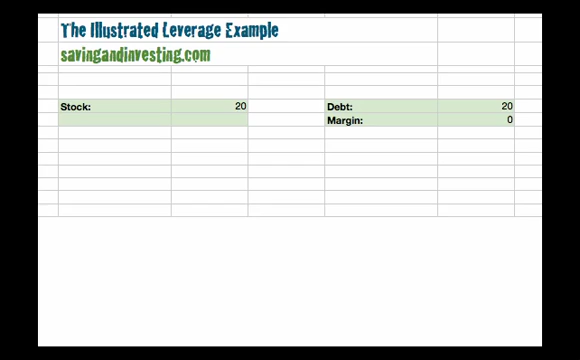 The Illustrated Leverage Example
savingandinvesting.com
Stock: 20 Debt: 20
Margin: 0